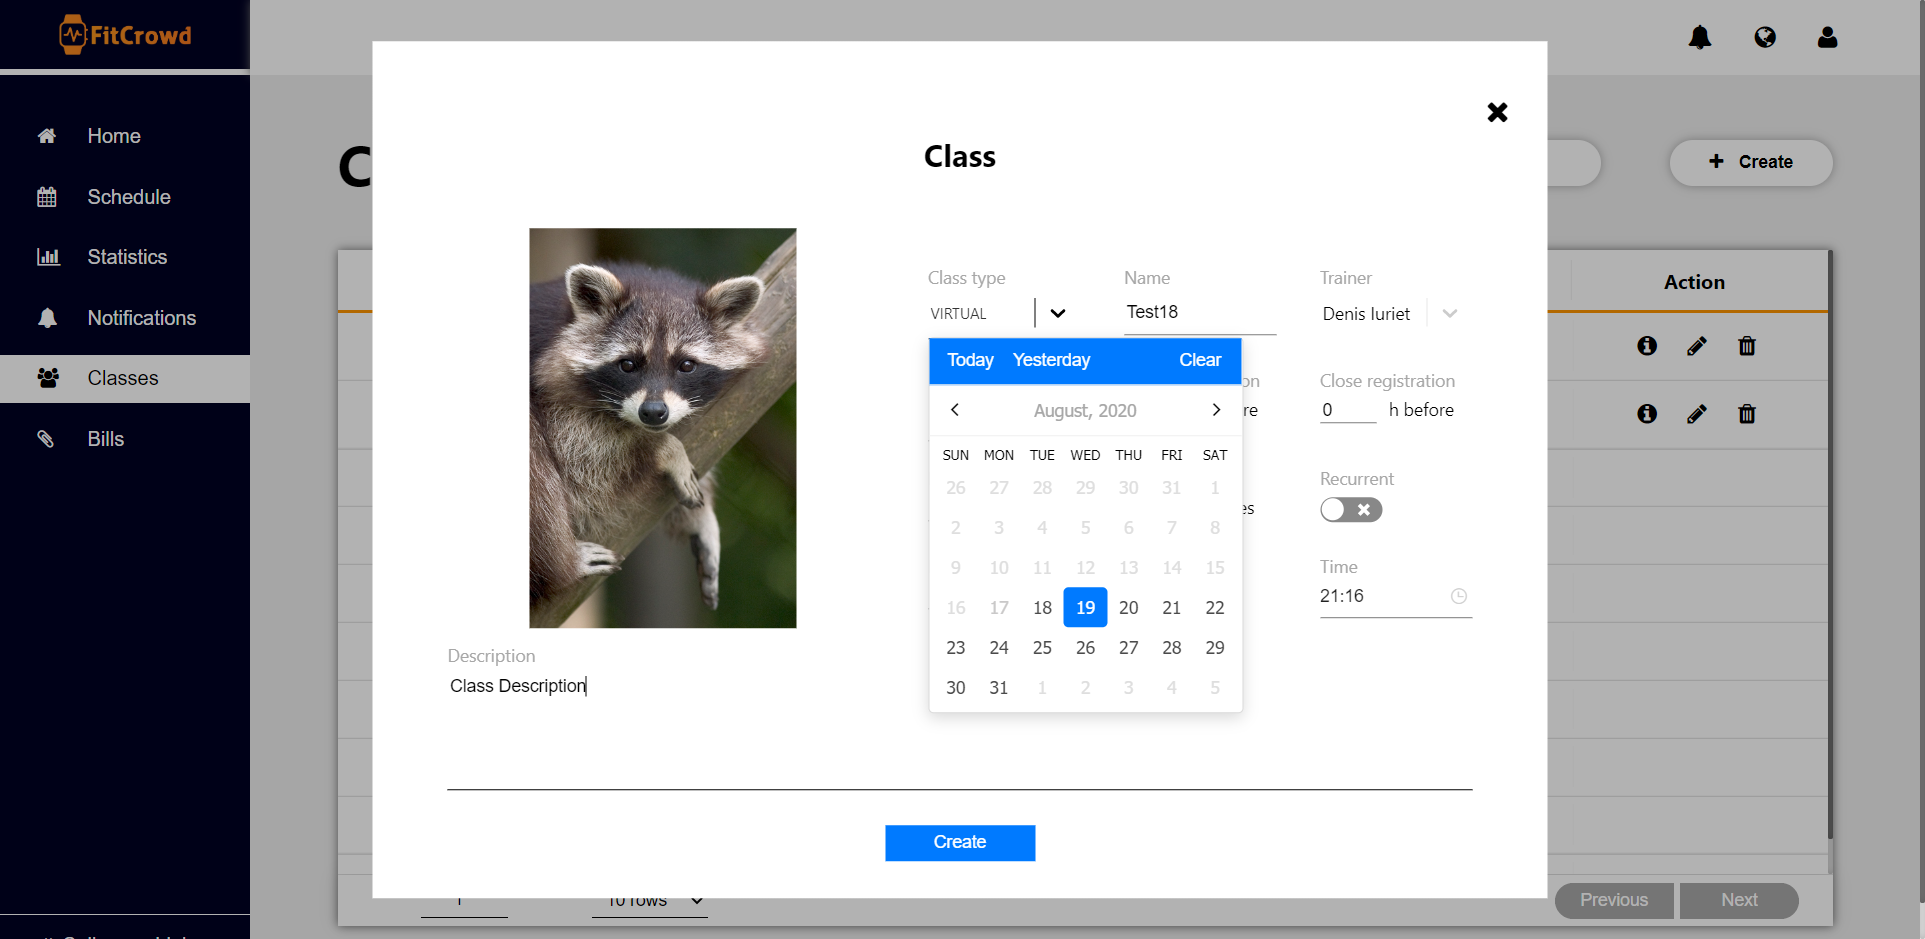 FitCrowd
Home
Schedule
Statistics
Notifications
Classes
Bills
C
Create
Action
Class
Class type
VIRTUAL
Name
Test18
Trainer
Denis Iuriet
Today Yesterday Clear
August, 2020
SUN MON TUE WED THU FRI SAT
26 27 28 29 30 31 1
2 3 4 5 6 7 8
9 10 11 12 13 14 15
16 17 18 19 20 21 22
23 24 25 26 27 28 29
30 31 1 2 3 4 5
on
re
Close registration
0 h before
es
Recurrent
Time
21:16
Description
Class Description
Create
1
10 rows
Previous
Next